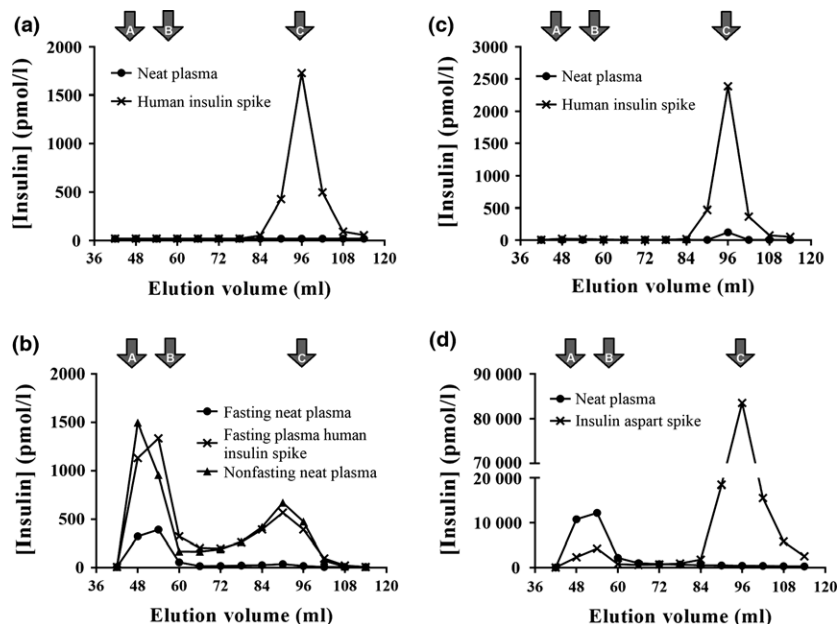 (a)
A
B
C
2000
1500
1000
500
0
[Insulin] (pmol/l)
Neat plasma
Human insulin spike
36 48 60 72 84 96 108 120
Elution volume (ml)
(c)
A
B
C
3000
2500
2000
1500
1000
500
0
[Insulin] (pmol/l)
Neat plasma
Human insulin spike
36 48 60 72 84 96 108 120
Elution volume (ml)
(b)
A
B
C
2000
1500
1000
500
0
[Insulin] (pmol/l)
Fasting neat plasma
Fasting plasma human
insulin spike
Nonfasting neat plasma
36 48 60 72 84 96 108 120
Elution volume (ml)
(d)
A
B
C
90 000
80 000
70 000
20 000
10 000
0
[Insulin] (pmol/l)
Neat plasma
Insulin aspart spike
36 48 60 72 84 96 108 120
Elution volume (ml)